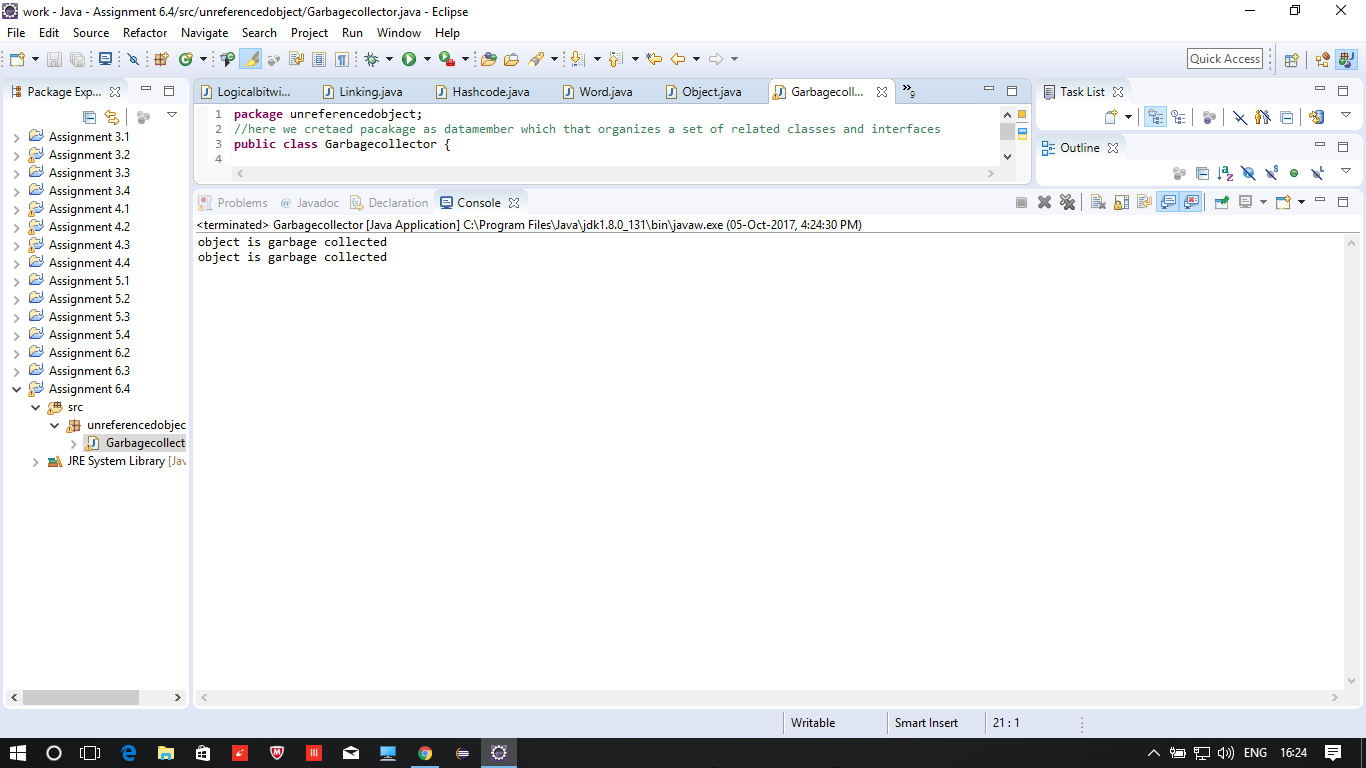 work - Java - Assignment 6.4/src/unreferencedobject/Garbagecollector.java - Eclipse
File Edit Source Refactor Navigate Search Project Run Window Help
Quick Access
Package Exp...
Assignment 3.1
Assignment 3.2
Assignment 3.3
Assignment 3.4
Assignment 4.1
Assignment 4.2
Assignment 4.3
Assignment 4.4
Assignment 5.1
Assignment 5.2
Assignment 5.3
Assignment 5.4
Assignment 6.2
Assignment 6.3
Assignment 6.4
src
unreferencedobjec
Garbagecollect
JRE System Library [Jav
Logicalbitwi... Linking.java Hashcode.java Word.java Object.java Garbagecoll... 9
1 package unreferencedobject;
2 //here we cretaed pacakage as datamember which that organizes a set of related classes and interfaces
3 public class Garbagecollector {
4
Task List
Outline
Problems @ Javadoc Declaration Console
<terminated> Garbagecollector [Java Application] C:\Program Files\Java\jdk1.8.0_131\bin\javaw.exe (05-Oct-2017, 4:24:30 PM)
object is garbage collected
object is garbage collected
Writable Smart Insert 21 : 1
ENG 16:24